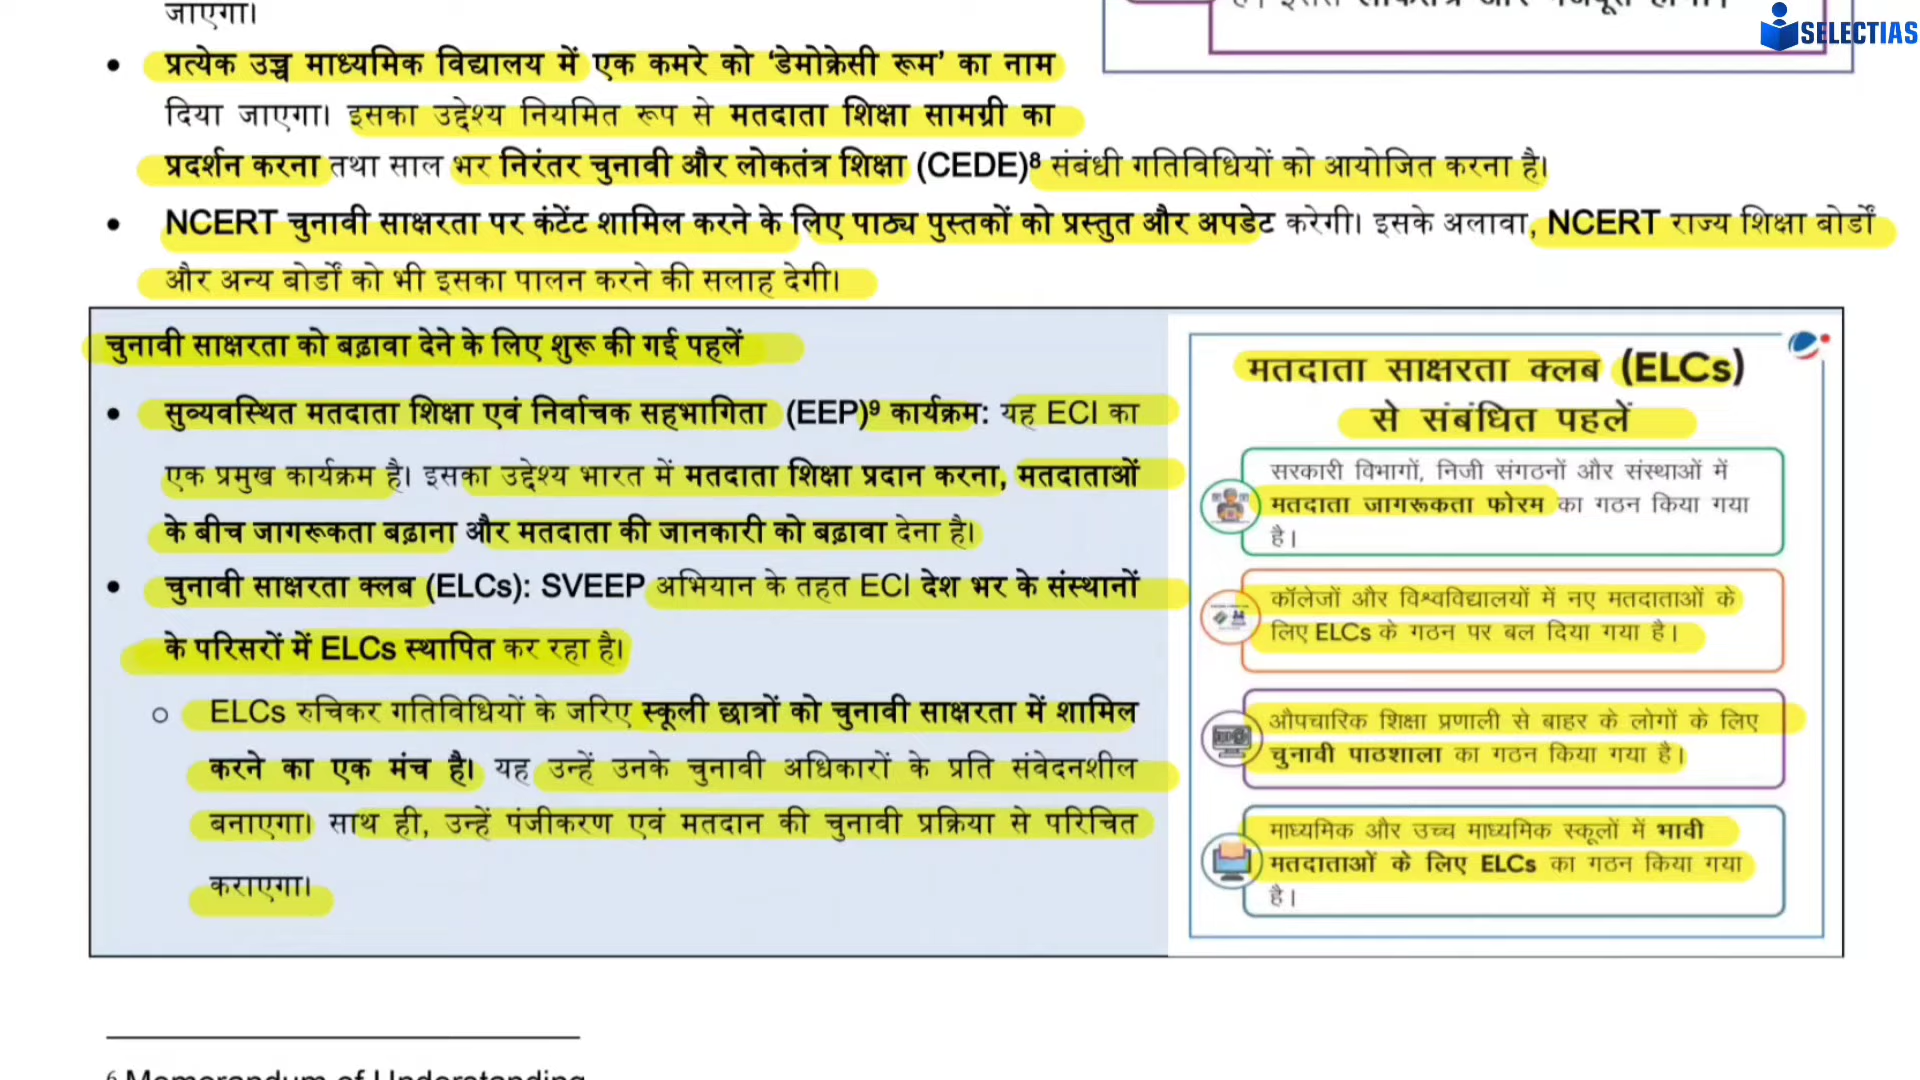 जाएगा।
SELECTIAS
• प्रत्येक उच्च माध्यमिक विद्यालय में एक कमरे को 'डेमोक्रेसी रूम' का नाम
दिया जाएगा। इसका उद्देश्य नियमित रूप से मतदाता शिक्षा सामग्री का
प्रदर्शन करना तथा साल भर निरंतर चुनावी और लोकतंत्र शिक्षा (CEDE)⁸ संबंधी गतिविधियों को आयोजित करना है।
• NCERT चुनावी साक्षरता पर कंटेंट शामिल करने के लिए पाठ्य पुस्तकों को प्रस्तुत और अपडेट करेगी। इसके अलावा, NCERT राज्य शिक्षा बोर्डों
और अन्य बोर्डों को भी इसका पालन करने की सलाह देगी।
चुनावी साक्षरता को बढ़ावा देने के लिए शुरू की गई पहलें
• सुव्यवस्थित मतदाता शिक्षा एवं निर्वाचक सहभागिता (EEP)⁹ कार्यक्रम: यह ECI का
एक प्रमुख कार्यक्रम है। इसका उद्देश्य भारत में मतदाता शिक्षा प्रदान करना, मतदाताओं
के बीच जागरूकता बढ़ाना और मतदाता की जानकारी को बढ़ावा देना है।
• चुनावी साक्षरता क्लब (ELCs): SVEEP अभियान के तहत ECI देश भर के संस्थानों
के परिसरों में ELCs स्थापित कर रहा है।
○ ELCs रुचिकर गतिविधियों के जरिए स्कूली छात्रों को चुनावी साक्षरता में शामिल
करने का एक मंच है। यह उन्हें उनके चुनावी अधिकारों के प्रति संवेदनशील
बनाएगा। साथ ही, उन्हें पंजीकरण एवं मतदान की चुनावी प्रक्रिया से परिचित
कराएगा।
मतदाता साक्षरता क्लब (ELCs)
से संबंधित पहलें
सरकारी विभागों, निजी संगठनों और संस्थाओं में
मतदाता जागरूकता फोरम का गठन किया गया
है।
कॉलेजों और विश्वविद्यालयों में नए मतदाताओं के
लिए ELCs के गठन पर बल दिया गया है।
औपचारिक शिक्षा प्रणाली से बाहर के लोगों के लिए
चुनावी पाठशाला का गठन किया गया है।
माध्यमिक और उच्च माध्यमिक स्कूलों में भावी
मतदाताओं के लिए ELCs का गठन किया गया
है।
⁶ Memorandum of Understanding